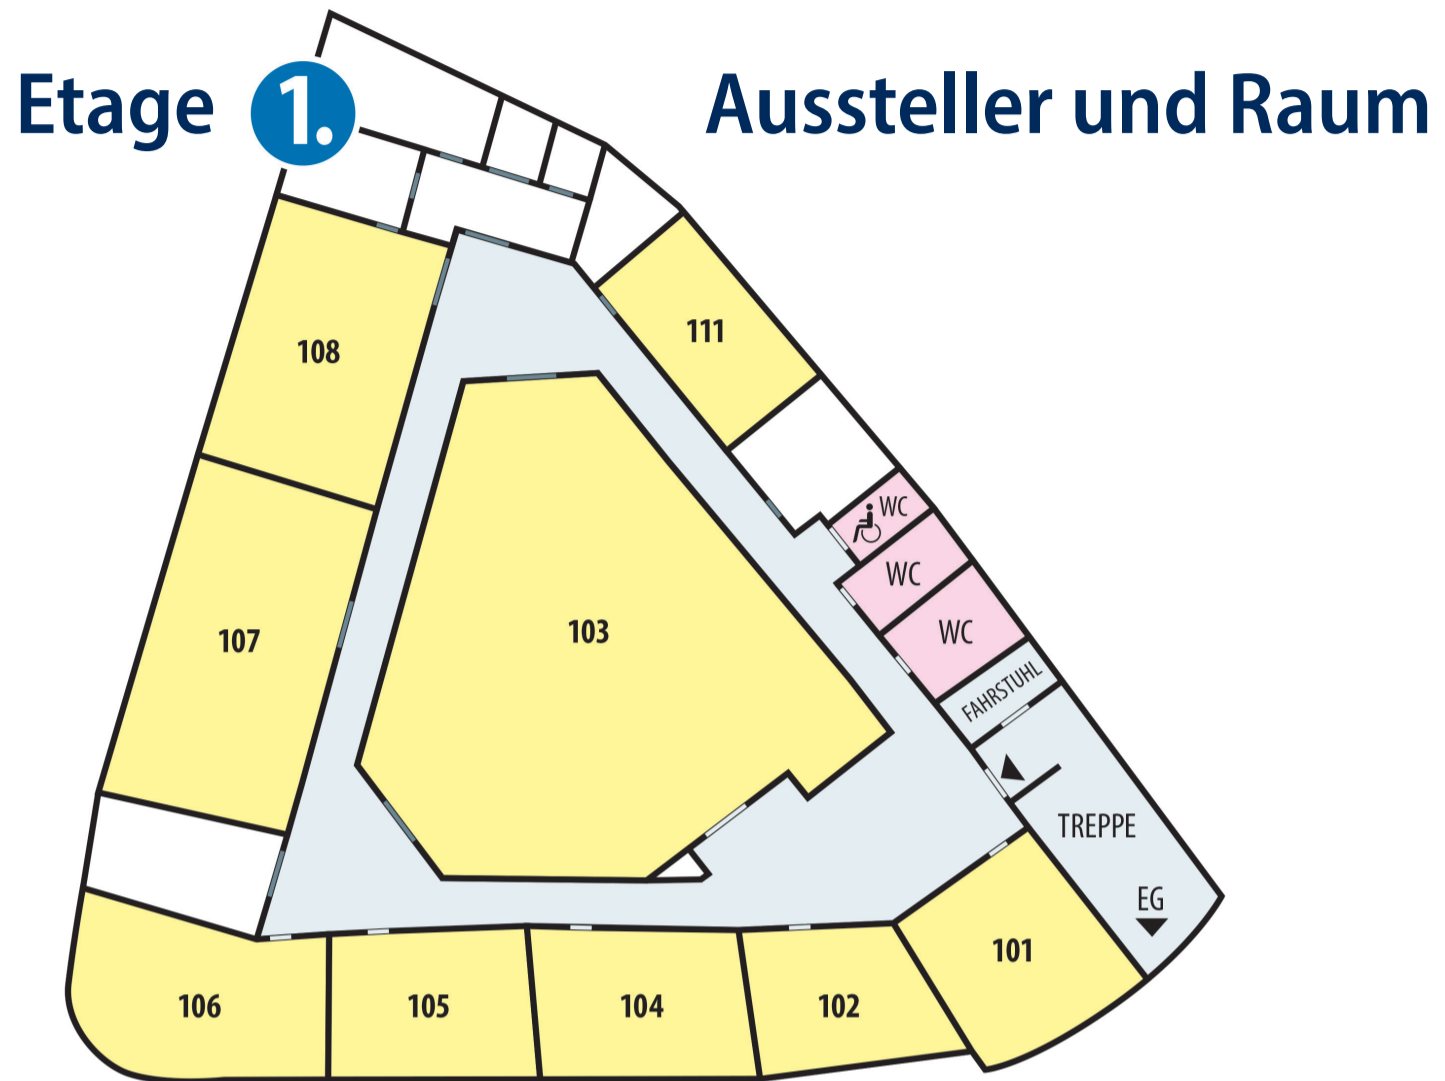 Etage 1.
Aussteller und Raum
108
111
103
107
WC
WC
WC
FAHRSTUHL
TREPPE
EG
101
106
105
104
102